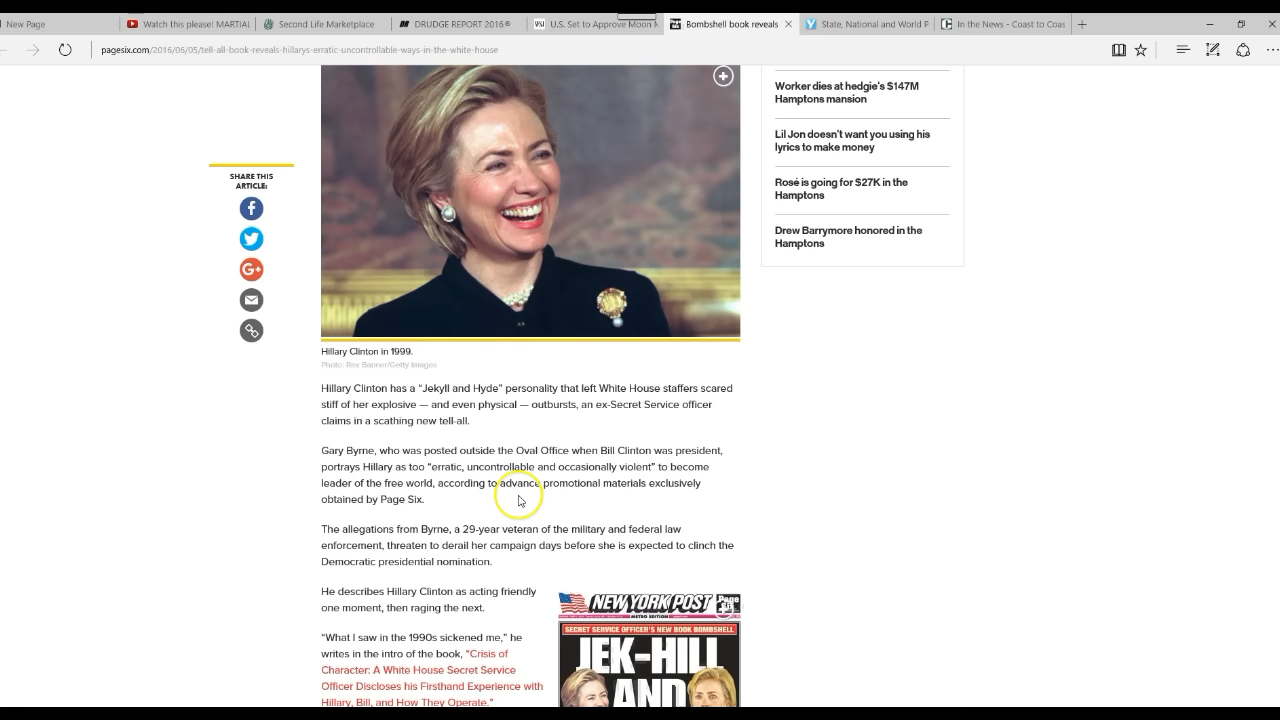 New Page
Watch this please! MARTIAL
Second Life Marketplace
DRUDGE REPORT 2016®
U.S. Set to Approve Moon M
Bombshell book reveals
State, National and World P
In the News - Coast to Coas
pagesix.com/2016/06/05/tell-all-book-reveals-hillarys-erratic-uncontrollable-ways-in-the-white-house
Worker dies at hedgie's $147M
Hamptons mansion
Lil Jon doesn't want you using his
lyrics to make money
Rosé is going for $27K in the
Hamptons
Drew Barrymore honored in the
Hamptons
SHARE THIS
ARTICLE:
Hillary Clinton in 1999.
Photo: Rex Banner/Getty Images
Hillary Clinton has a “Jekyll and Hyde” personality that left White House staffers scared
stiff of her explosive — and even physical — outbursts, an ex-Secret Service officer
claims in a scathing new tell-all.
Gary Byrne, who was posted outside the Oval Office when Bill Clinton was president,
portrays Hillary as too “erratic, uncontrollable and occasionally violent” to become
leader of the free world, according to advance promotional materials exclusively
obtained by Page Six.
The allegations from Byrne, a 29-year veteran of the military and federal law
enforcement, threaten to derail her campaign days before she is expected to clinch the
Democratic presidential nomination.
He describes Hillary Clinton as acting friendly
one moment, then raging the next.
“What I saw in the 1990s sickened me,” he
writes in the intro of the book, “Crisis of
Character: A White House Secret Service
Officer Discloses his Firsthand Experience with
Hillary, Bill, and How They Operate.”
NEW YORK POST
METRO EDITION
SECRET SERVICE OFFICER'S NEW BOOK BOMBSHELL
JEK-HILL
AND